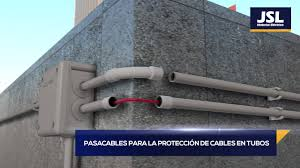 JSL
PASACABLES PARA LA PROTECCIÓN DE CABLES EN TUBOS